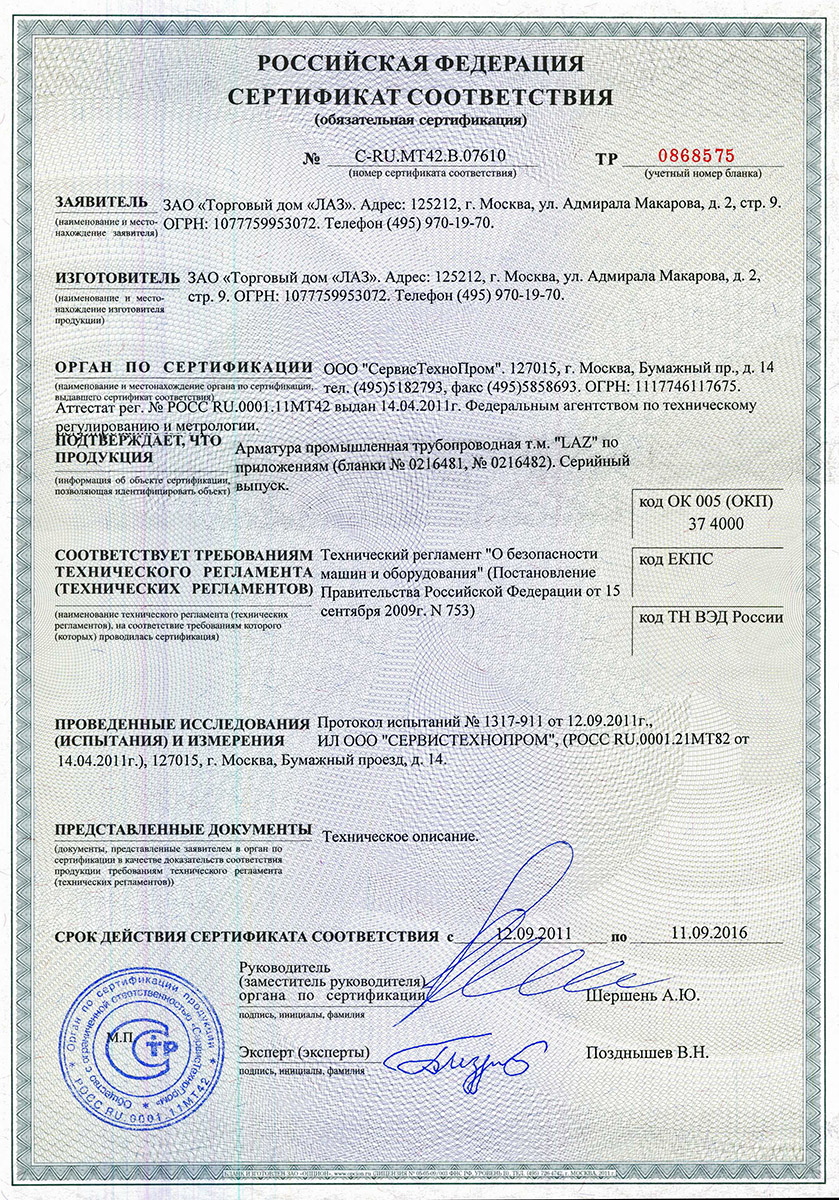 РОССИЙСКАЯ ФЕДЕРАЦИЯ
СЕРТИФИКАТ СООТВЕТСТВИЯ
(обязательная сертификация)
№ C-RU.MT42.B.07610 ТР 0868575
(номер сертификата соответствия) (учетный номер бланка)
ЗАЯВИТЕЛЬ ЗАО «Торговый дом «ЛАЗ». Адрес: 125212, г. Москва, ул. Адмирала Макарова, д. 2, стр. 9.
(наименование и место-
нахождение заявителя) ОГРН: 1077759953072. Телефон (495) 970-19-70.
ИЗГОТОВИТЕЛЬ ЗАО «Торговый дом «ЛАЗ». Адрес: 125212, г. Москва, ул. Адмирала Макарова, д. 2,
(наименование и место-
нахождение изготовителя
продукции)
стр. 9. ОГРН: 1077759953072. Телефон (495) 970-19-70.
ОРГАН ПО СЕРТИФИКАЦИИ ООО "СервисТехноПром". 127015, г. Москва, Бумажный пр., д. 14
(наименование и местонахождение органа по сертификации,
выдавшего сертификат соответствия)
тел. (495)5182793, факс (495)5858693. ОГРН: 1117746117675.
Аттестат рег. № РОСС RU.0001.11МТ42 выдан 14.04.2011г. Федеральным агентством по техническому
регулированию и метрологии.
ПОДТВЕРЖДАЕТ, ЧТО
ПРОДУКЦИЯ
(информация об объекте сертификации,
позволяющая идентифицировать объект)
Арматура промышленная трубопроводная т.м. "LAZ" по
приложениям (бланки № 0216481, № 0216482). Серийный
выпуск.
код ОК 005 (ОКП)
37 4000
СООТВЕТСТВУЕТ ТРЕБОВАНИЯМ
ТЕХНИЧЕСКОГО РЕГЛАМЕНТА
(ТЕХНИЧЕСКИХ РЕГЛАМЕНТОВ)
(наименование технического регламента (технических
регламентов), на соответствие требованиям которого
(которых) проводилась сертификация)
Технический регламент "О безопасности
машин и оборудования" (Постановление
Правительства Российской Федерации от 15
сентября 2009г. N 753)
код ЕКПС
код ТН ВЭД России
ПРОВЕДЕННЫЕ ИССЛЕДОВАНИЯ
(ИСПЫТАНИЯ) И ИЗМЕРЕНИЯ
Протокол испытаний № 1317-911 от 12.09.2011г.,
ИЛ ООО "СЕРВИСТЕХНОПРОМ", (РОСС RU.0001.21МТ82 от
14.04.2011г.), 127015, г. Москва, Бумажный проезд, д. 14.
ПРЕДСТАВЛЕННЫЕ ДОКУМЕНТЫ Техническое описание.
(документы, представленные заявителем в орган по
сертификации в качестве доказательств соответствия
продукции требованиям технического регламента
(технических регламентов))
СРОК ДЕЙСТВИЯ СЕРТИФИКАТА СООТВЕТСТВИЯ с 12.09.2011 по 11.09.2016
Руководитель
(заместитель руководителя)
органа по сертификации Шершень А.Ю.
подпись, инициалы, фамилия
М.П.
Эксперт (эксперты) Позднышев В.Н.
подпись, инициалы, фамилия
Орган по сертификации продукции
Общество с ограниченной ответственностью «СервисТехноПром»
РОСС RU.0001.11МТ42
СТР